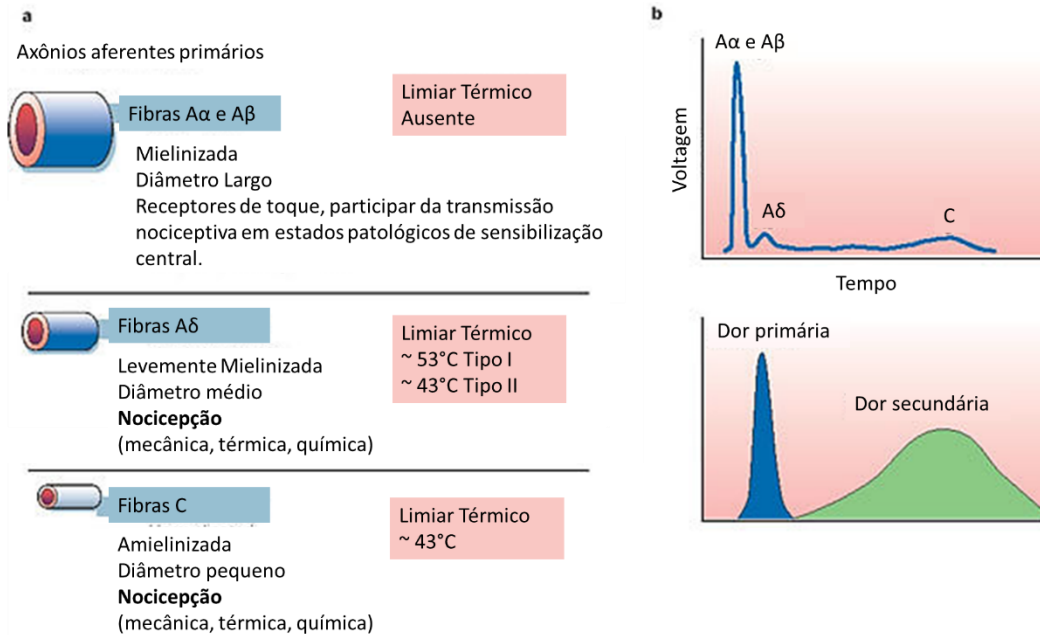 a
Axônios aferentes primários
Fibras Aα e Aβ
Limiar Térmico
Ausente
Mielinizada
Diâmetro Largo
Receptores de toque, participar da transmissão
nociceptiva em estados patológicos de sensibilização
central.
Fibras Aδ
Limiar Térmico
~ 53°C Tipo I
~ 43°C Tipo II
Levemente Mielinizada
Diâmetro médio
Nocicepção
(mecânica, térmica, química)
Fibras C
Limiar Térmico
~ 43°C
Amielinizada
Diâmetro pequeno
Nocicepção
(mecânica, térmica, química)
b
Aα e Aβ
Voltagem
Aδ
C
Tempo
Dor primária
Dor secundária